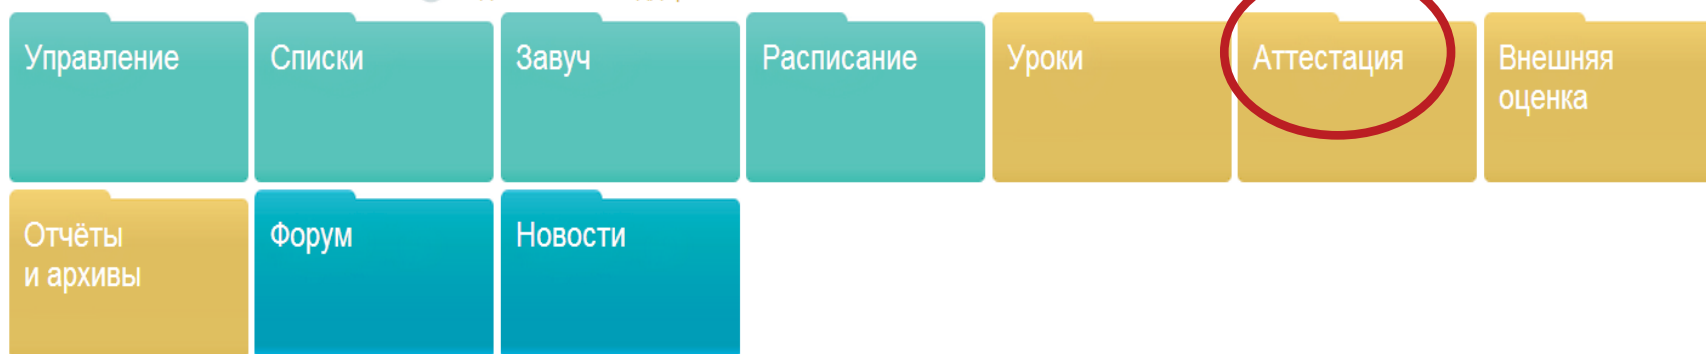 Управление
Списки
Завуч
Расписание
Уроки
Аттестация
Внешняя
оценка
Отчёты
и архивы
Форум
Новости